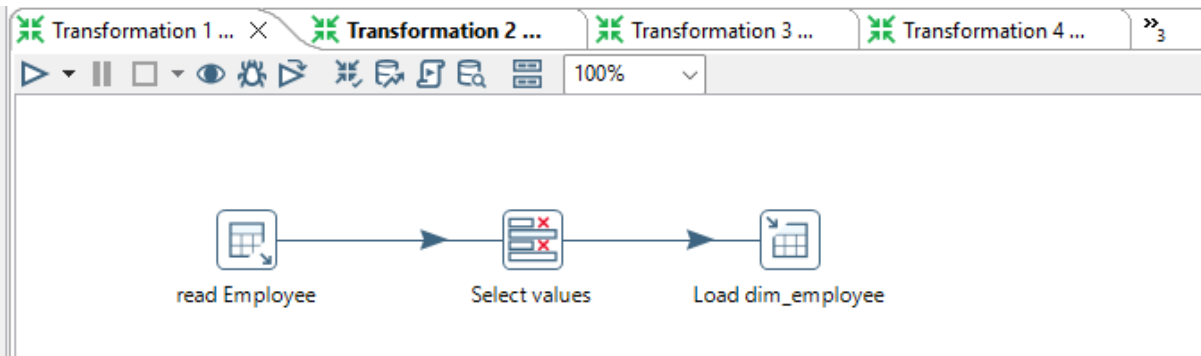 Transformation 1 ... Transformation 2 ... Transformation 3 ... Transformation 4 ... 3
100%
read Employee Select values Load dim_employee